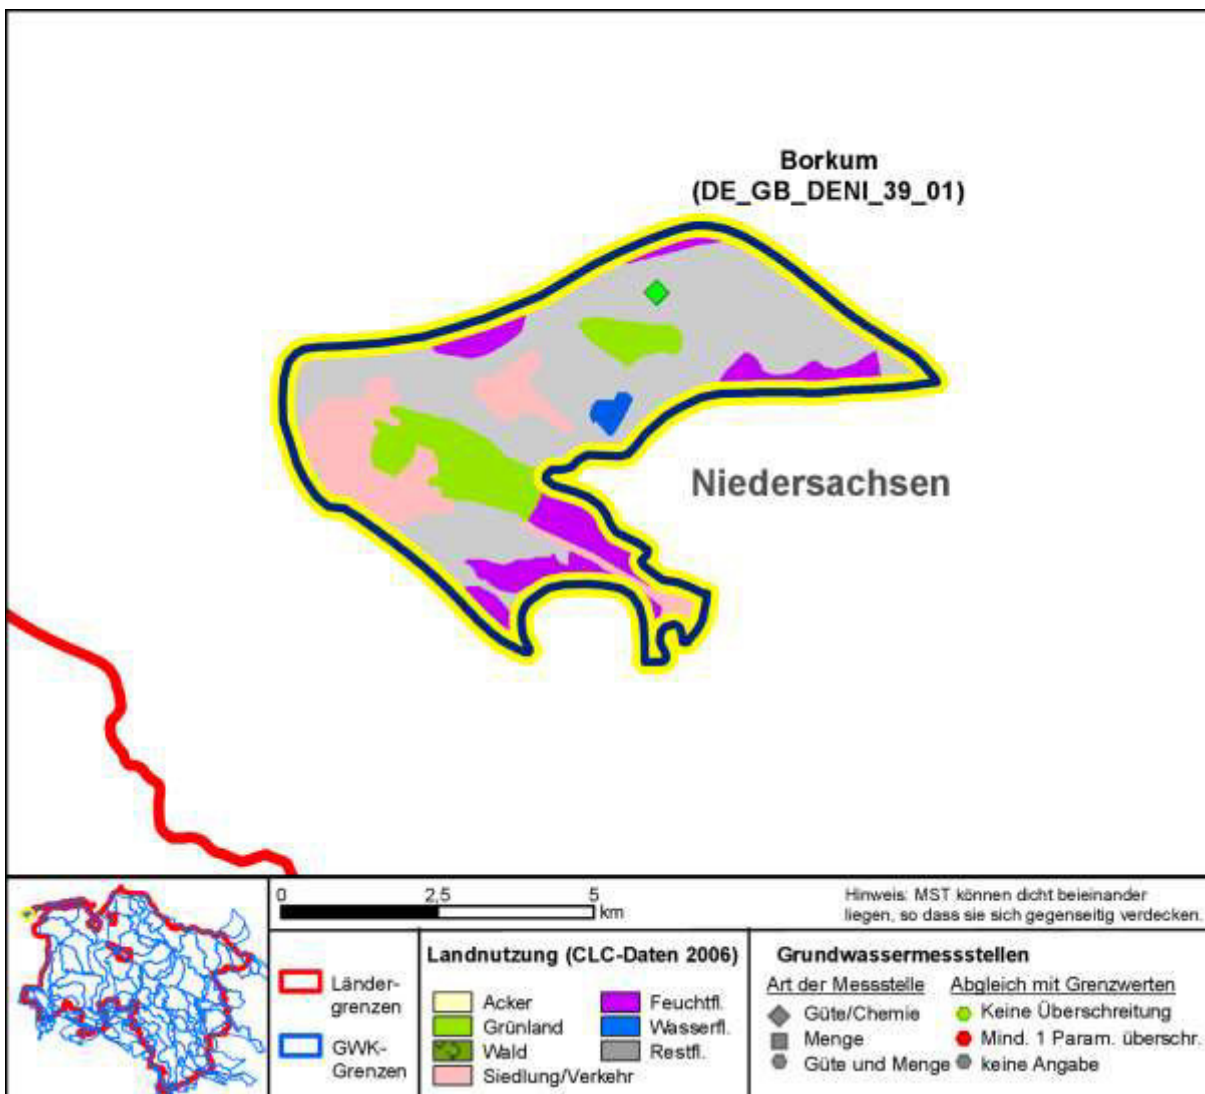 Borkum
(DE_GB_DENI_39_01)
Niedersachsen
0 2,5 5
km
Hinweis: MST können dicht beieinander
liegen, so dass sie sich gegenseitig verdecken.
Länder-
grenzen
GWK-
Grenzen
Landnutzung (CLC-Daten 2006)
Acker
Grünland
Wald
Siedlung/Verkehr
Feuchtfl.
Wasserfl.
Restfl.
Grundwassermessstellen
Art der Messstelle
Güte/Chemie
Menge
Güte und Menge
Abgleich mit Grenzwerten
Keine Überschreitung
Mind. 1 Param. überschr.
keine Angabe